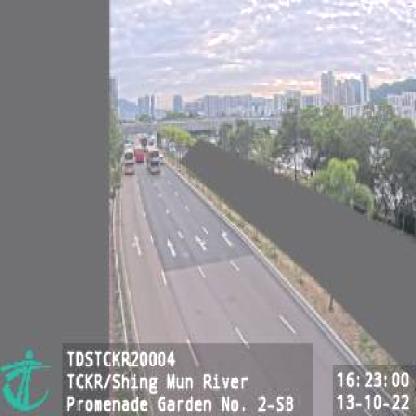 TDSTCKR20004
TCKR/Shing Mun River
Promenade Garden No. 2-SB
16:23:00
13-10-22